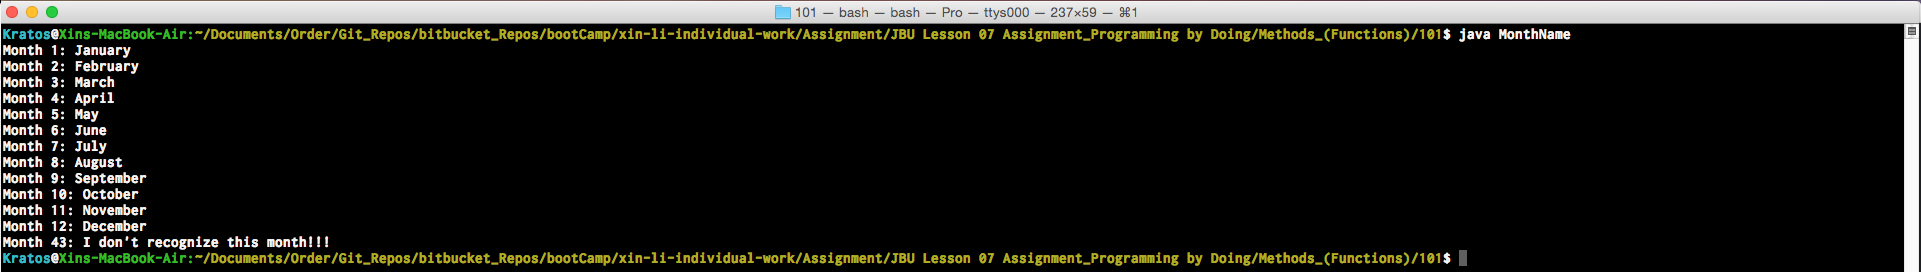 101 — bash — bash — Pro — ttys000 — 237×59 — ⌘1
Kratos@Xins-MacBook-Air:~/Documents/Order/Git_Repos/bitbucket_Repos/bootCamp/xin-li-individual-work/Assignment/JBU Lesson 07 Assignment_Programming by Doing/Methods_(Functions)/101$ java MonthName
Month 1: January
Month 2: February
Month 3: March
Month 4: April
Month 5: May
Month 6: June
Month 7: July
Month 8: August
Month 9: September
Month 10: October
Month 11: November
Month 12: December
Month 43: I don't recognize this month!!!
Kratos@Xins-MacBook-Air:~/Documents/Order/Git_Repos/bitbucket_Repos/bootCamp/xin-li-individual-work/Assignment/JBU Lesson 07 Assignment_Programming by Doing/Methods_(Functions)/101$